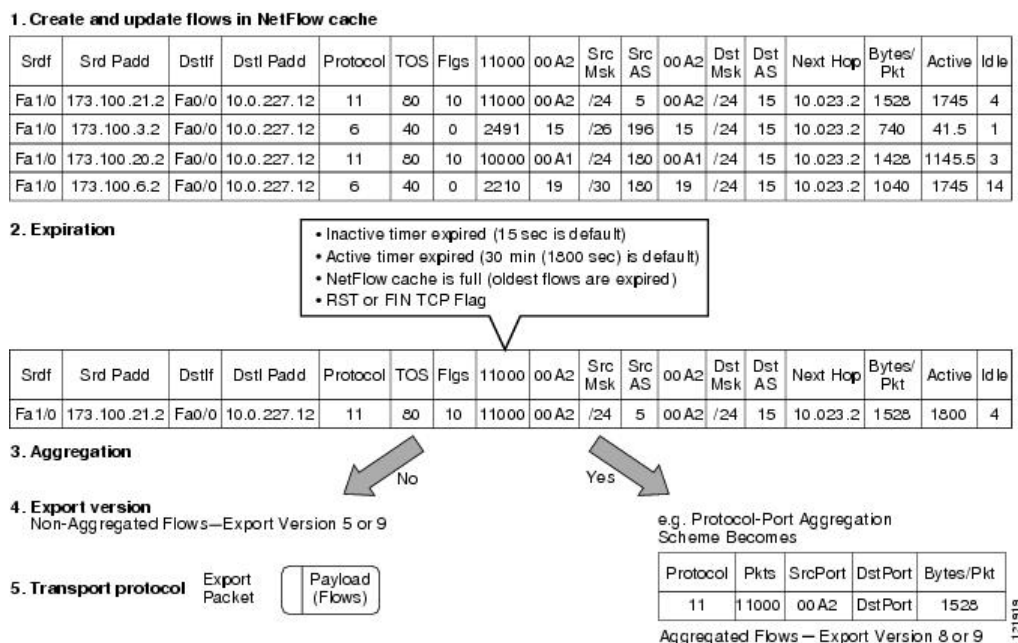 1. Create and update flows in NetFlow cache
Srdf Srd Padd DstIf DstI Padd Protocol TOS Flgs 11000 00A2 Src Msk Src AS 00A2 Dst Msk Dst AS Next Hop Bytes/Pkt Active Idle
Fa1/0 173.100.21.2 Fa0/0 10.0.227.12 11 80 10 11000 00A2 /24 5 00A2 /24 15 10.023.2 1528 1745 4
Fa1/0 173.100.3.2 Fa0/0 10.0.227.12 6 40 0 2491 15 /26 196 15 /24 15 10.023.2 740 41.5 1
Fa1/0 173.100.20.2 Fa0/0 10.0.227.12 11 80 10 10000 00A1 /24 180 00A1 /24 15 10.023.2 1428 1145.5 3
Fa1/0 173.100.6.2 Fa0/0 10.0.227.12 6 40 0 2210 19 /30 180 19 /24 15 10.023.2 1040 1745 14
2. Expiration
• Inactive timer expired (15 sec is default)
• Active timer expired (30 min (1800 sec) is default)
• NetFlow cache is full (oldest flows are expired)
• RST or FIN TCP Flag
Srdf Srd Padd DstIf DstI Padd Protocol TOS Flgs 11000 00A2 Src Msk Src AS 00A2 Dst Msk Dst AS Next Hop Bytes/Pkt Active Idle
Fa1/0 173.100.21.2 Fa0/0 10.0.227.12 11 80 10 11000 00A2 /24 5 00A2 /24 15 10.023.2 1528 1800 4
3. Aggregation
No
Yes
4. Export version
Non-Aggregated Flows—Export Version 5 or 9
e.g. Protocol-Port Aggregation
Scheme Becomes
5. Transport protocol
Export
Packet
Payload
(Flows)
Protocol Pkts SrcPort DstPort Bytes/Pkt
11 11000 00A2 DstPort 1528
Aggregated Flows — Export Version 8 or 9
121919